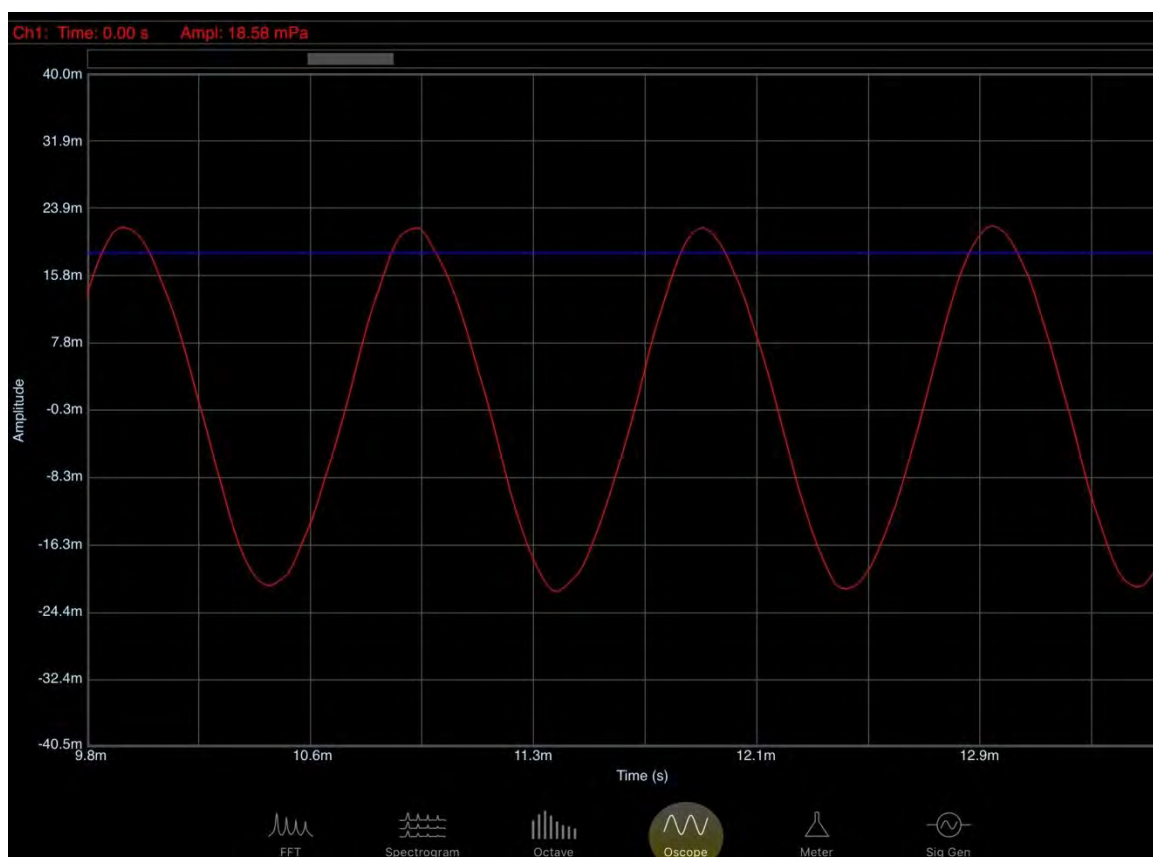 Ch1: Time: 0.00 s Ampl: 18.58 mPa
40.0m
31.9m
23.9m
15.8m
7.8m
-0.3m
-8.3m
-16.3m
-24.4m
-32.4m
-40.5m
Amplitude
9.8m 10.6m 11.3m 12.1m 12.9m
Time (s)
FFT Spectrogram Octave Oscope Meter Sig Gen